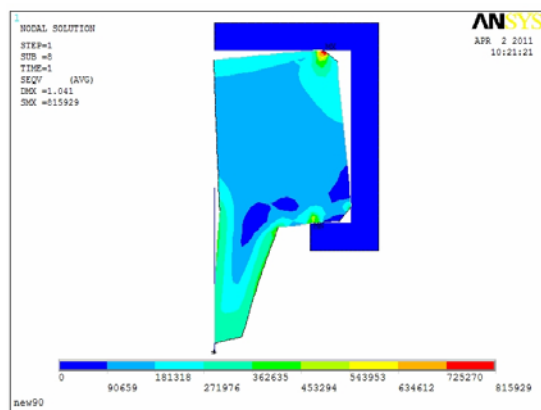 1
NODAL SOLUTION
STEP=1
SUB =8
TIME=1
SEQV (AVG)
DMX =1.041
SMX =815929
ANSYS
APR 2 2011
10:21:21
0
90659
181318
271976
362635
453294
543953
634612
725270
815929
new90